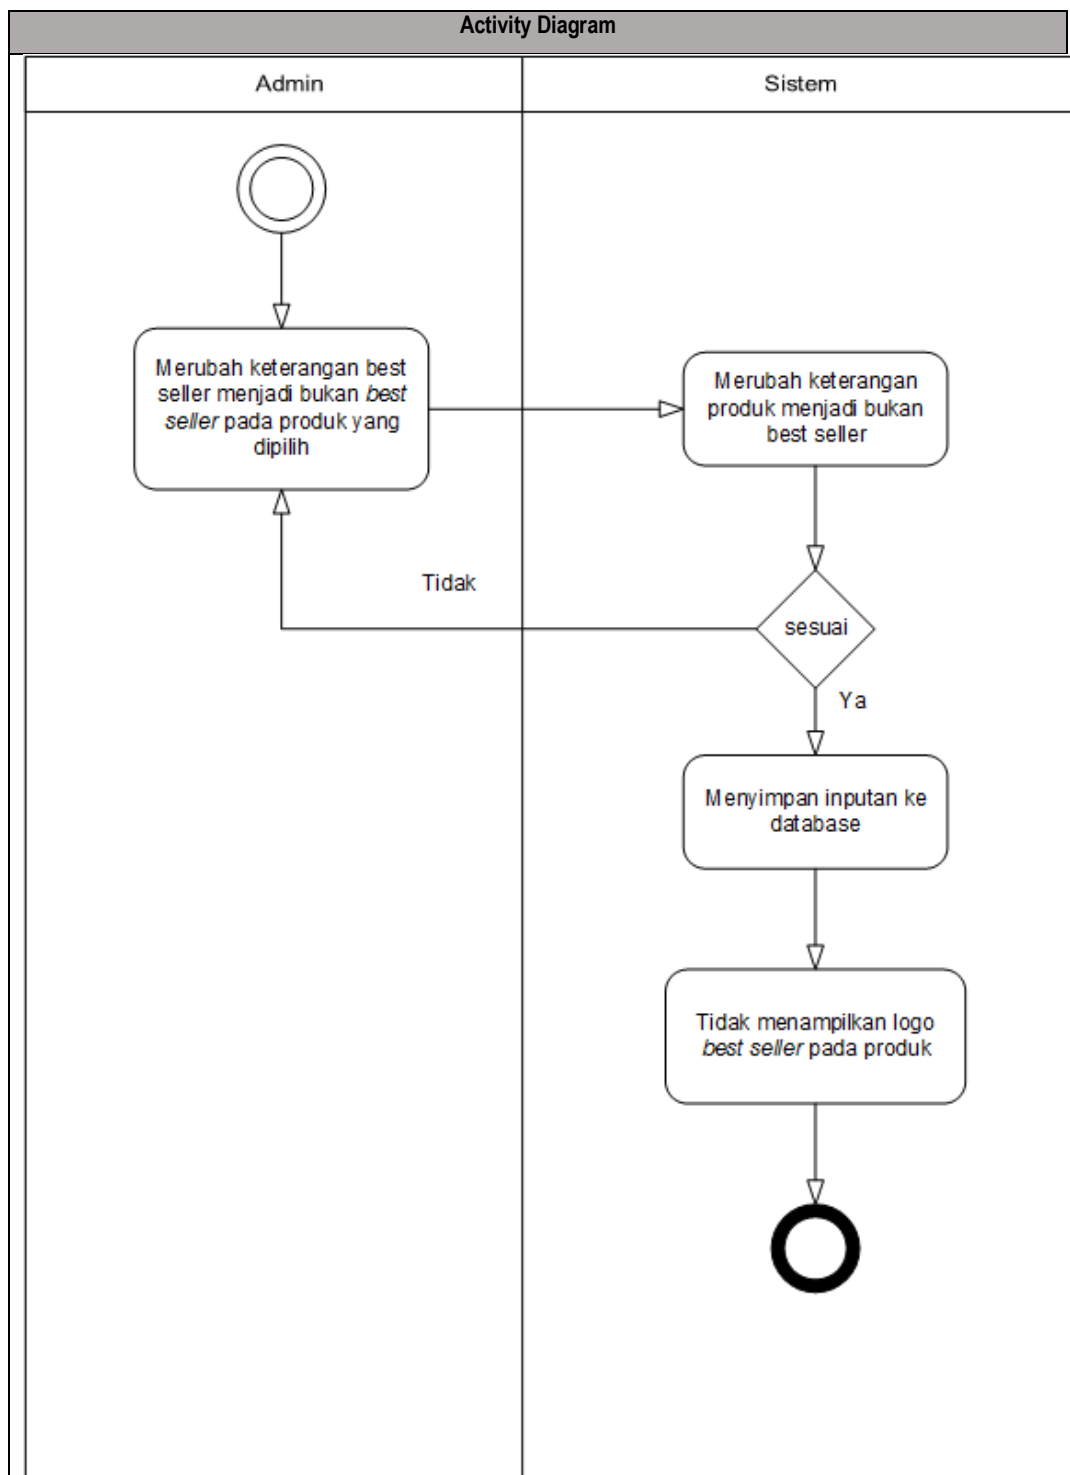 Activity Diagram
Admin
Sistem
Merubah keterangan best
seller menjadi bukan best
seller pada produk yang
dipilih
Merubah keterangan
produk menjadi bukan
best seller
Tidak
sesuai
Ya
Menyimpan inputan ke
database
Tidak menampilkan logo
best seller pada produk